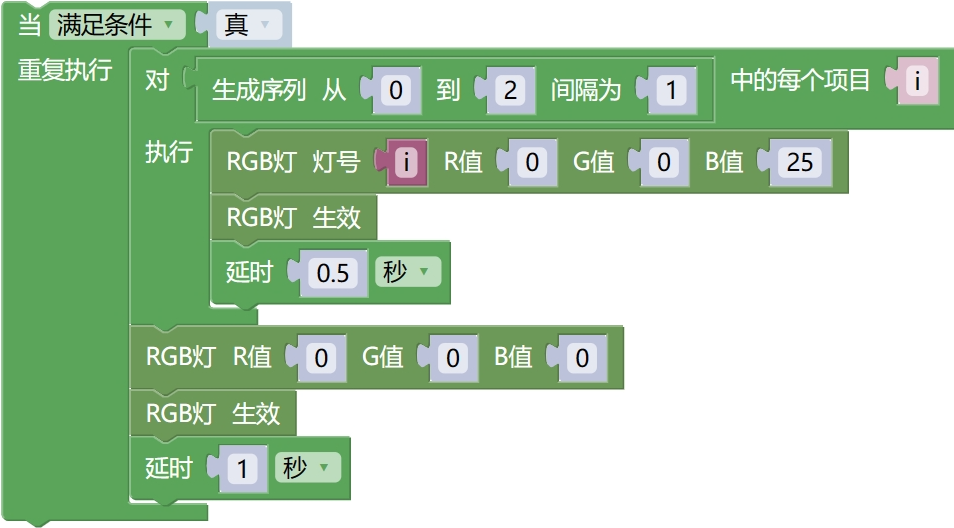 当 满足条件 真
重复执行
对 生成序列 从 0 到 2 间隔为 1 中的每个项目 i
执行 RGB灯 灯号 i R值 0 G值 0 B值 25
RGB灯 生效
延时 0.5 秒
RGB灯 R值 0 G值 0 B值 0
RGB灯 生效
延时 1 秒